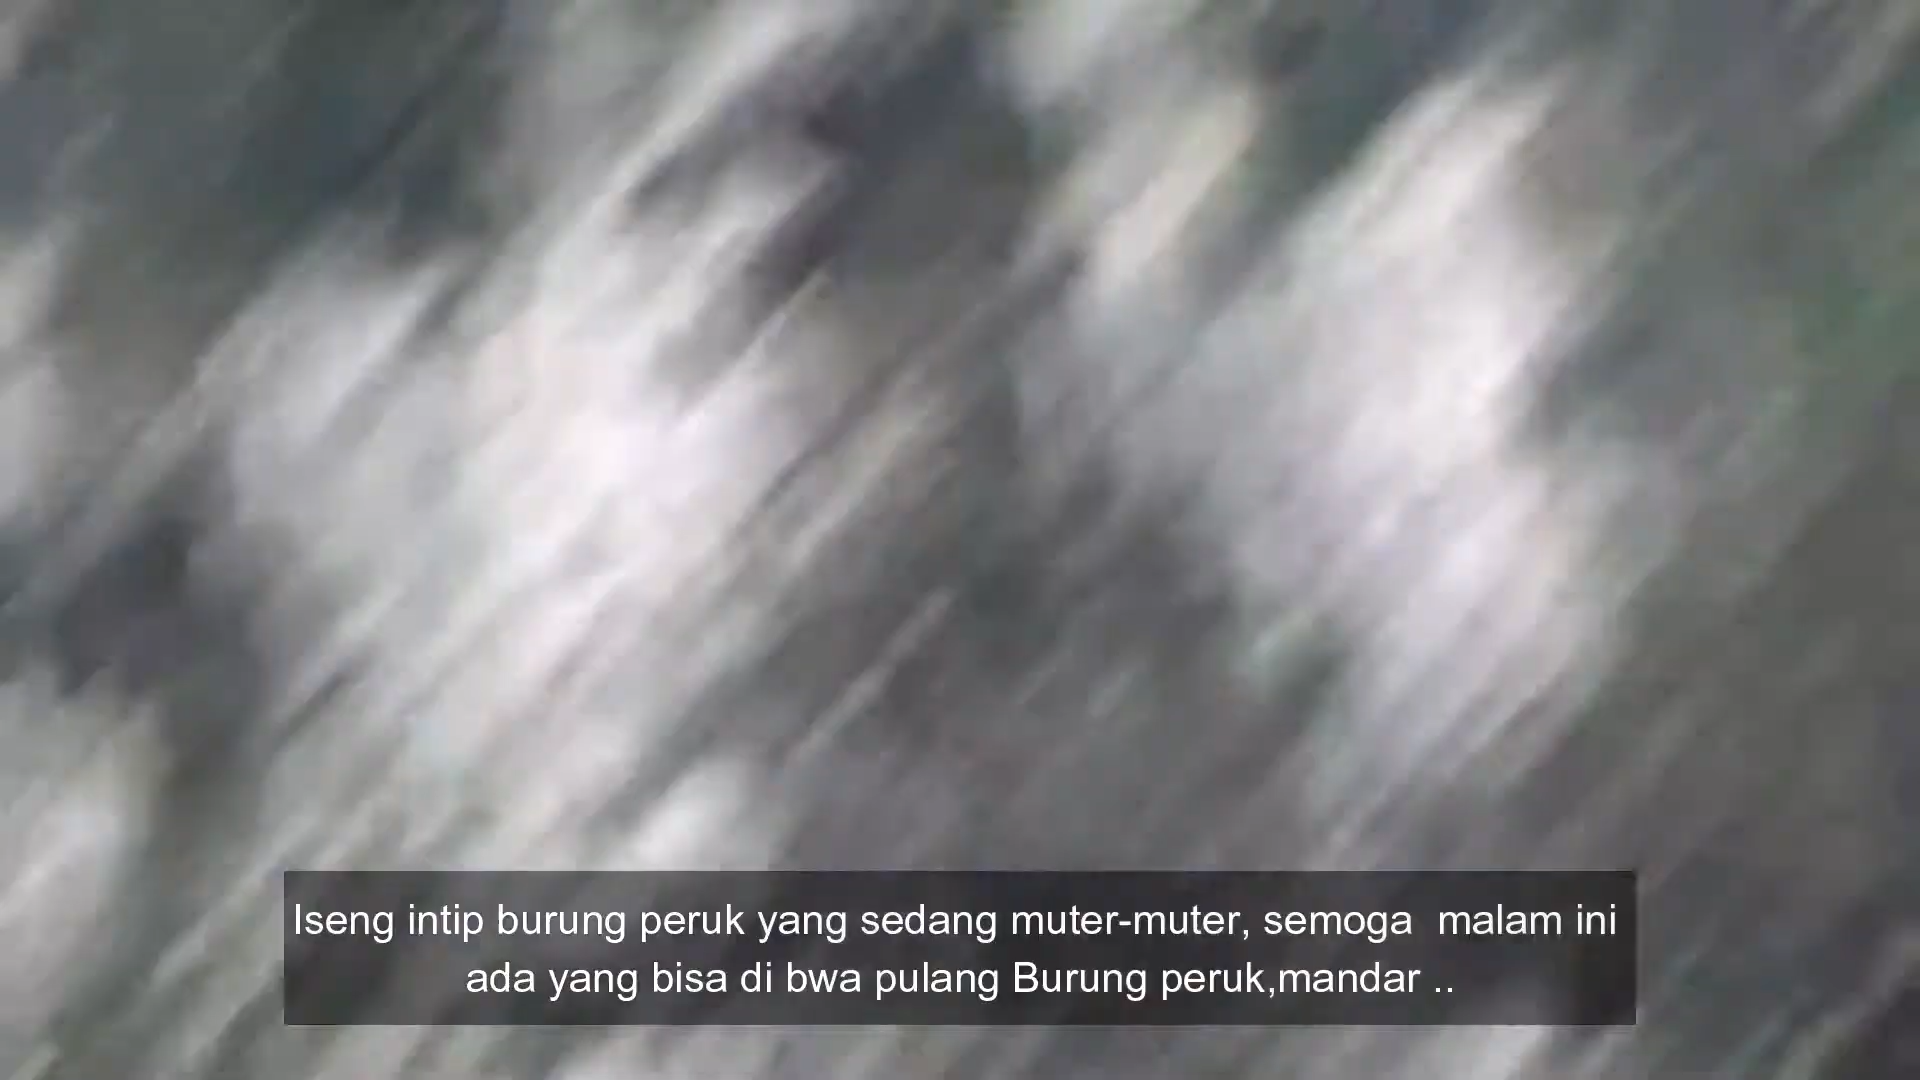 Iseng intip burung peruk yang sedang muter-muter, semoga  malam ini
ada yang bisa di bwa pulang Burung peruk,mandar ..